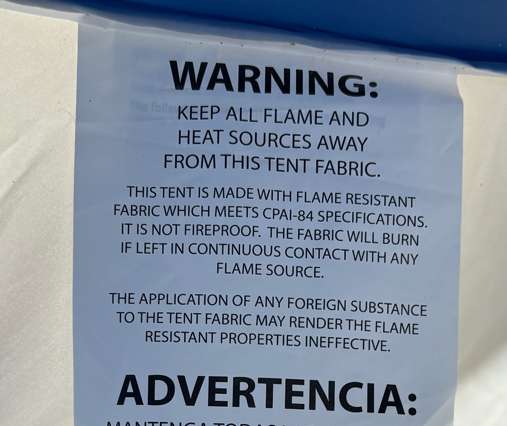 WARNING:
KEEP ALL FLAME AND
HEAT SOURCES AWAY
FROM THIS TENT FABRIC.
THIS TENT IS MADE WITH FLAME RESISTANT
FABRIC WHICH MEETS CPAI-84 SPECIFICATIONS.
IT IS NOT FIREPROOF. THE FABRIC WILL BURN
IF LEFT IN CONTINUOUS CONTACT WITH ANY
FLAME SOURCE.
THE APPLICATION OF ANY FOREIGN SUBSTANCE
TO THE TENT FABRIC MAY RENDER THE FLAME
RESISTANT PROPERTIES INEFFECTIVE.
ADVERTENCIA:
MANTENGA